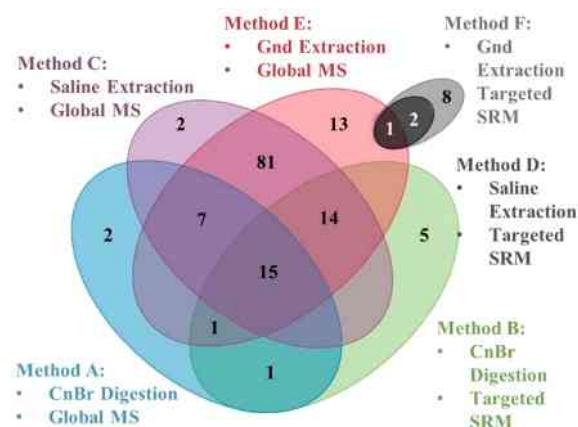 Method E:
• Gnd Extraction
• Global MS
Method F:
• Gnd
Extraction
• Targeted
SRM
Method C:
• Saline Extraction
• Global MS
2
13
1
2
8
81
Method D:
• Saline
Extraction
• Targeted
SRM
2
7
14
5
15
1
1
Method B:
• CnBr
Digestion
• Targeted
SRM
Method A:
• CnBr Digestion
• Global MS